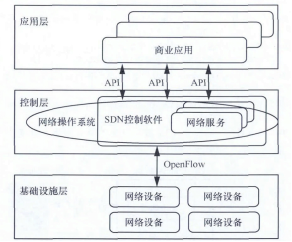 应用层
商业应用
API API API
控制层
网络操作系统 SDN控制软件
网络服务
OpenFlow
基础设施层
网络设备 网络设备
网络设备 网络设备